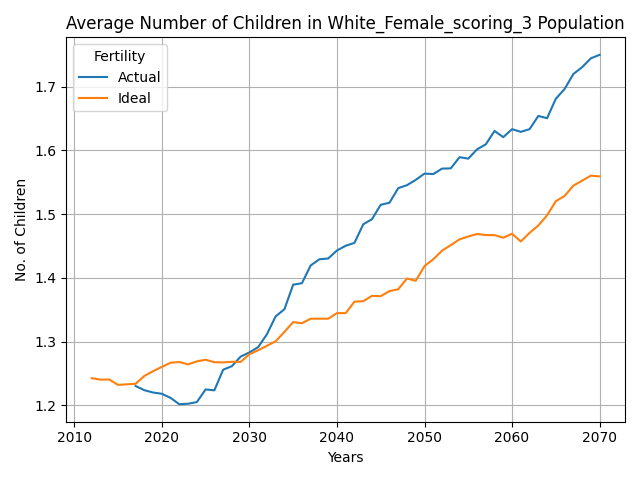 Average Number of Children in White_Female_scoring_3 Population
Fertility
Actual
Ideal
No. of Children
1.7
1.6
1.5
1.4
1.3
1.2
2010 2020 2030 2040 2050 2060 2070
Years